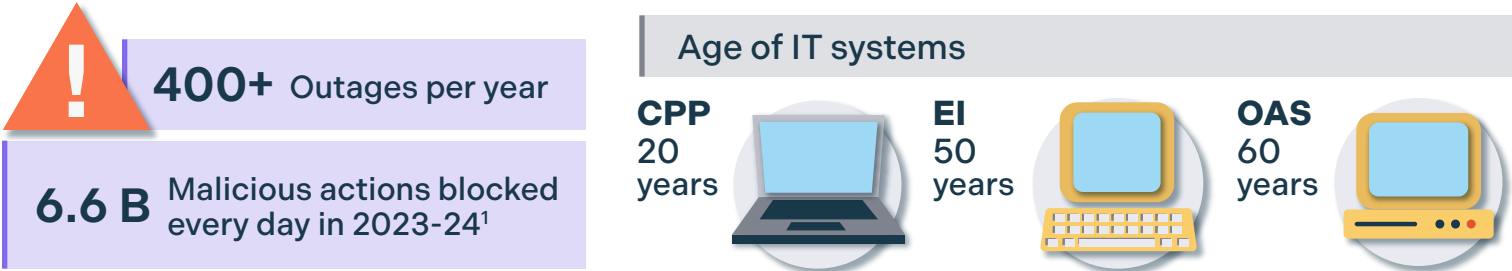 !
400+ Outages per year
6.6 B Malicious actions blocked
every day in 2023-24¹
Age of IT systems
CPP
20
years
EI
50
years
OAS
60
years